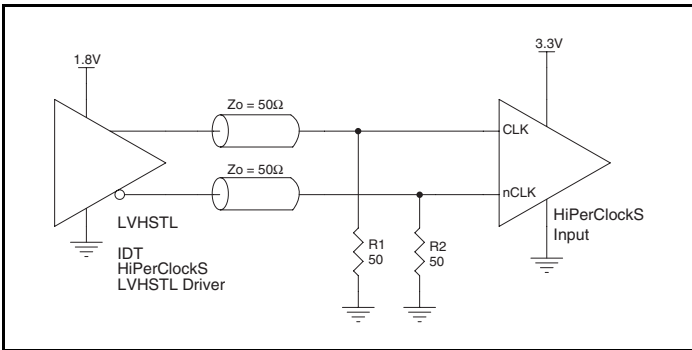 1.8V
3.3V
Zo = 50Ω
CLK
Zo = 50Ω
nCLK
LVHSTL
HiPerClockS
Input
R1
50
R2
50
IDT
HiPerClockS
LVHSTL Driver